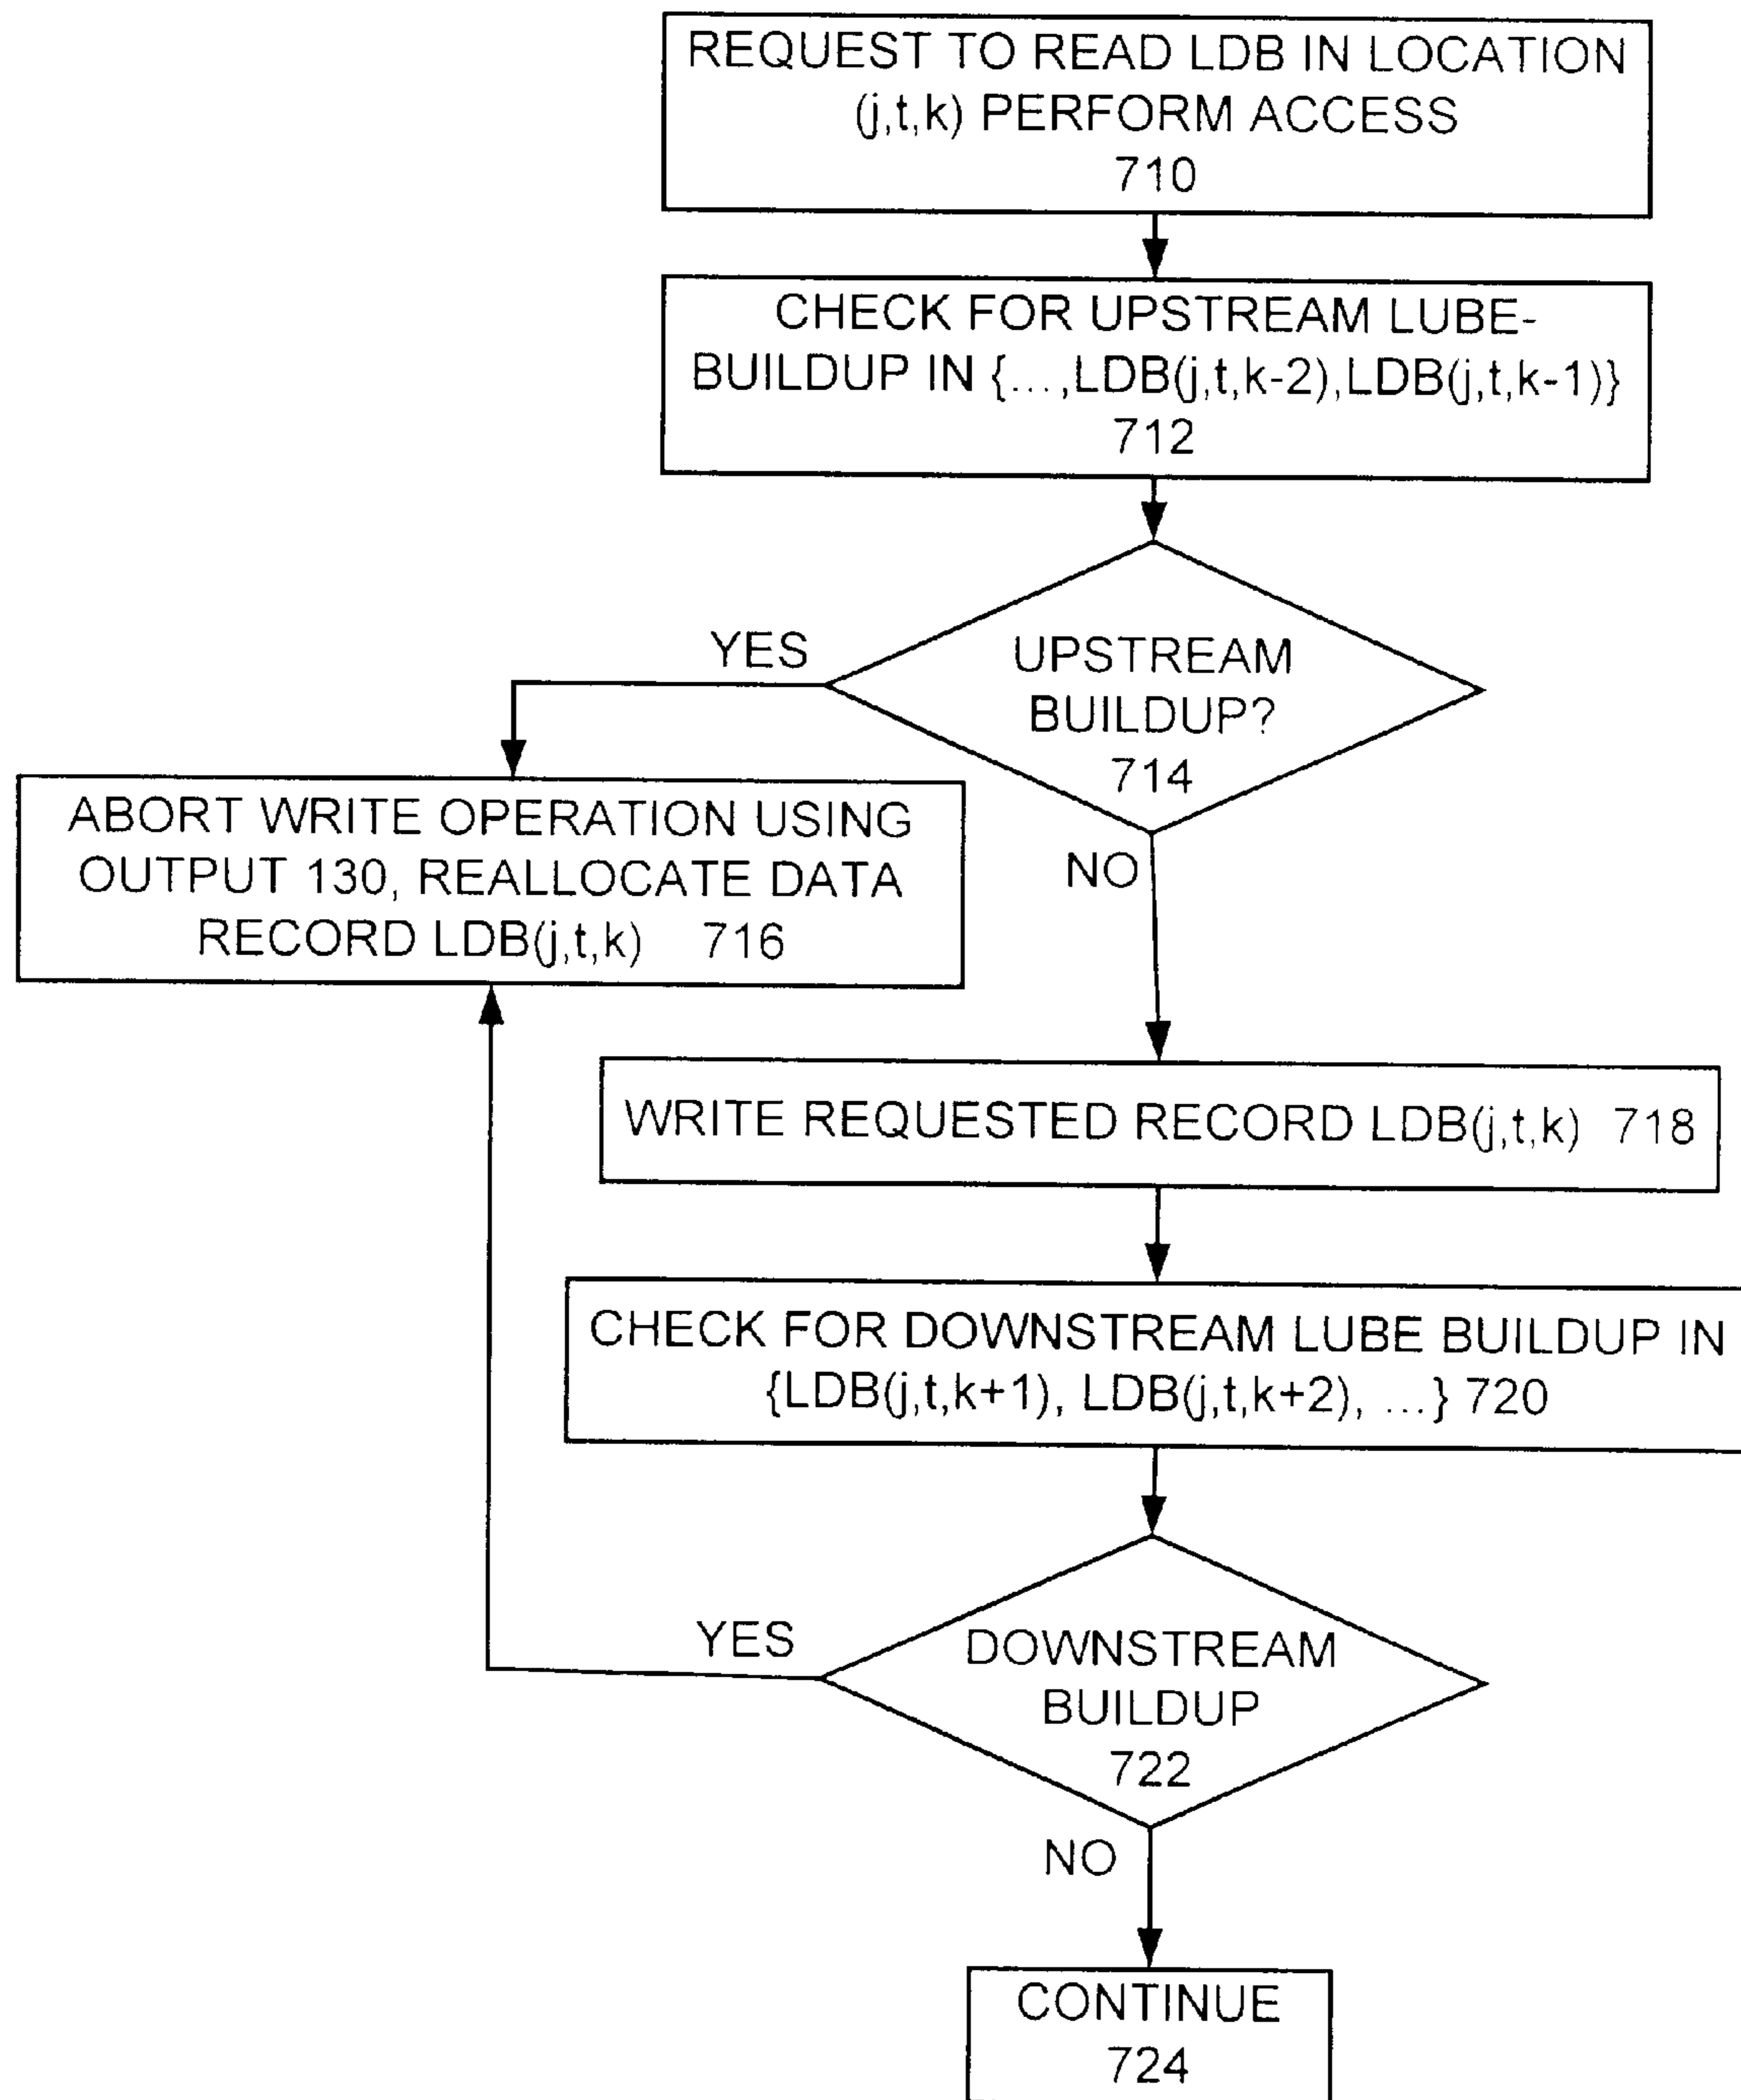 REQUEST TO READ LDB IN LOCATION
(j,t,k) PERFORM ACCESS
710
CHECK FOR UPSTREAM LUBE-
BUILDUP IN {...,LDB(j,t,k-2),LDB(j,t,k-1)}
712
YES
UPSTREAM
BUILDUP?
714
NO
ABORT WRITE OPERATION USING
OUTPUT 130, REALLOCATE DATA
RECORD LDB(j,t,k) 716
WRITE REQUESTED RECORD LDB(j,t,k) 718
CHECK FOR DOWNSTREAM LUBE BUILDUP IN
{LDB(j,t,k+1), LDB(j,t,k+2), ...} 720
YES
DOWNSTREAM
BUILDUP
722
NO
CONTINUE
724